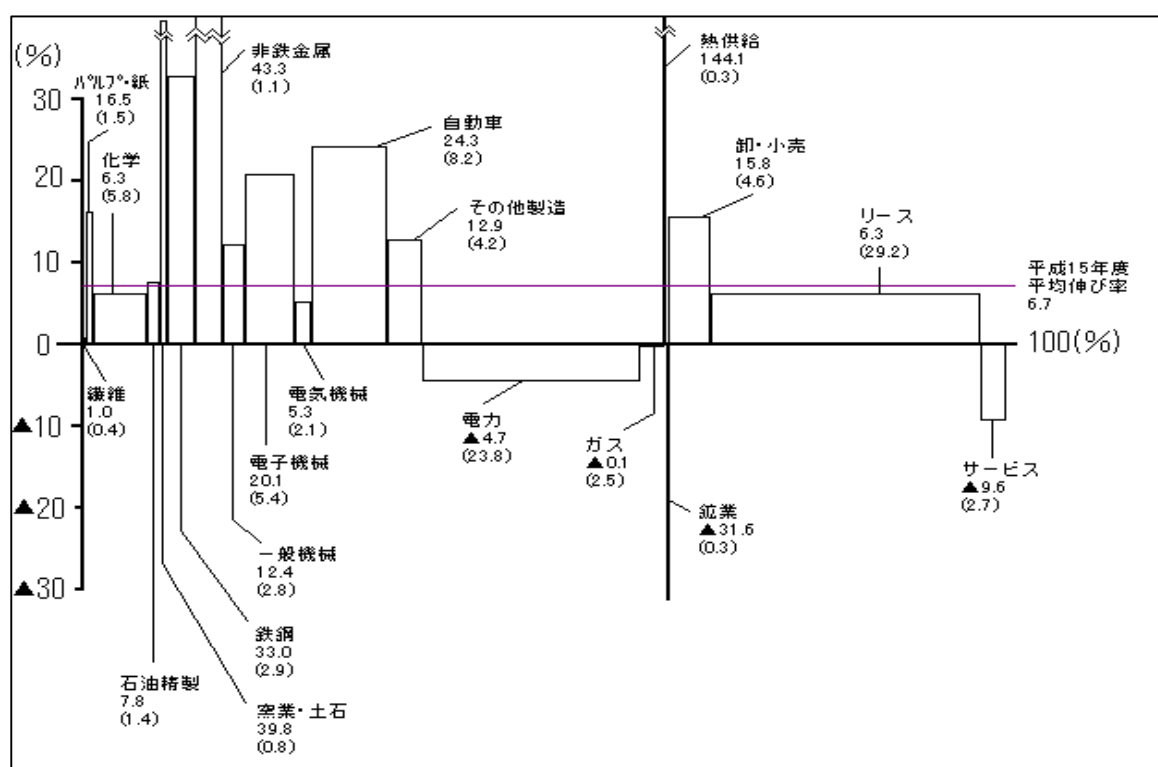 (%)
30
20
10
0
▲10
▲20
▲30
パルプ・紙
16.5
(1.5)
化学
6.3
(5.8)
非鉄金属
43.3
(1.1)
自動車
24.3
(8.2)
その他製造
12.9
(4.2)
熱供給
144.1
(0.3)
卸・小売
15.8
(4.6)
リース
6.3
(29.2)
平成15年度
平均伸び率
6.7
100(%)
繊維
1.0
(0.4)
電気機械
5.3
(2.1)
電子機械
20.1
(5.4)
一般機械
12.4
(2.8)
鉄鋼
33.0
(2.9)
石油精製
7.8
(1.4)
窯業・土石
39.8
(0.8)
電力
▲4.7
(23.8)
ガス
▲0.1
(2.5)
鉱業
▲31.6
(0.3)
サービス
▲9.6
(2.7)